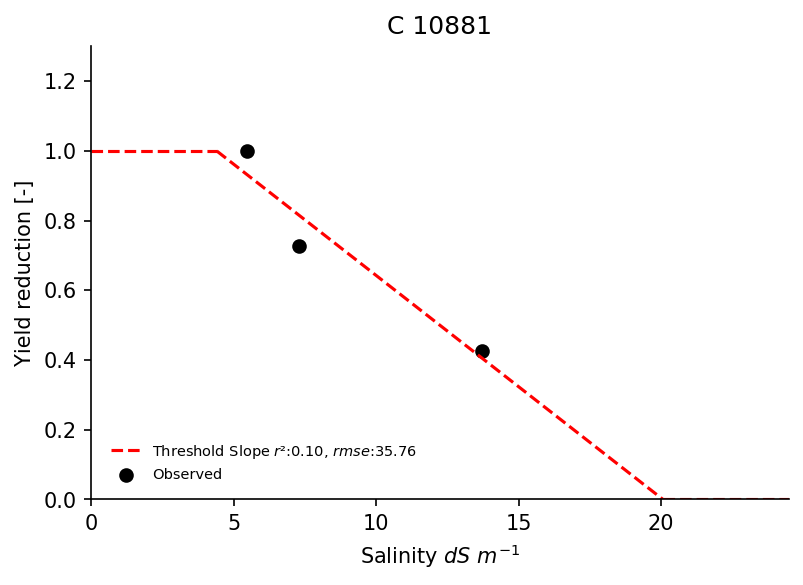 C 10881
Yield reduction [-]
1.2
1.0
0.8
0.6
0.4
0.2
0.0
Threshold Slope r²:0.10, rmse:35.76
Observed
0 5 10 15 20
Salinity dS m⁻¹